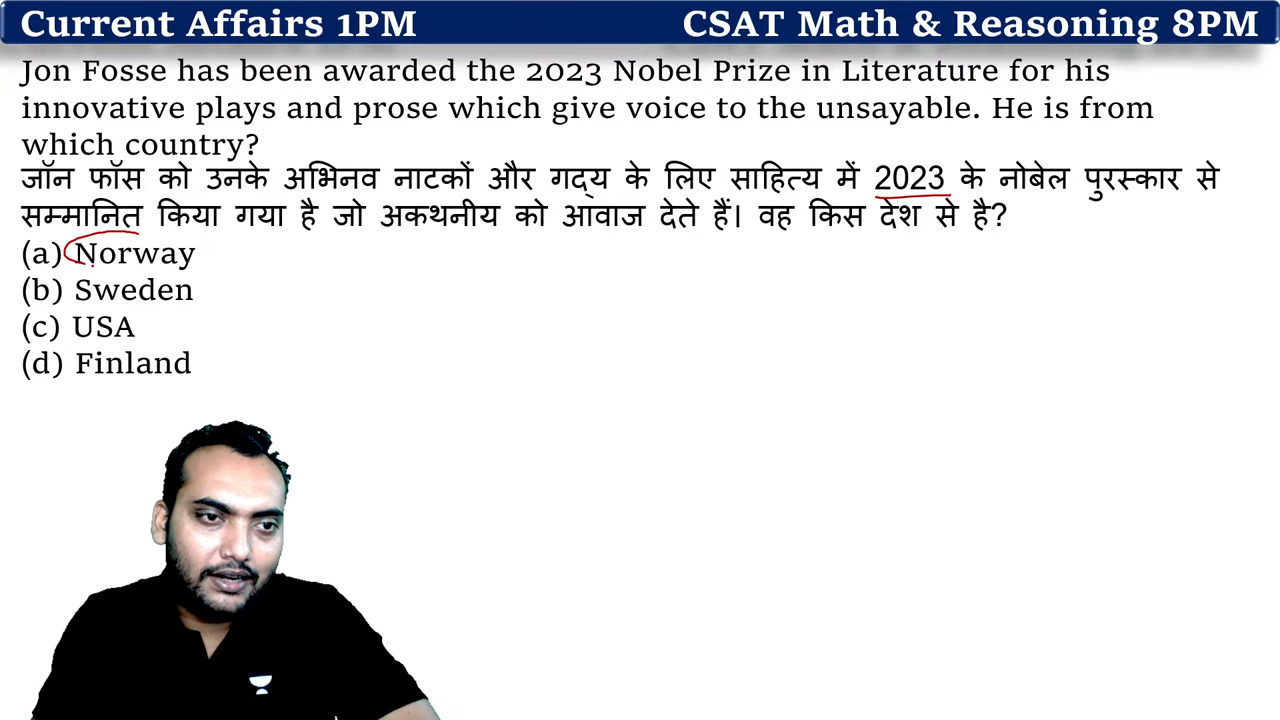 Current Affairs 1PM
CSAT Math & Reasoning 8PM
Jon Fosse has been awarded the 2023 Nobel Prize in Literature for his
innovative plays and prose which give voice to the unsayable. He is from
which country?
जॉन फॉस को उनके अभिनव नाटकों और गद्य के लिए साहित्य में 2023 के नोबेल पुरस्कार से
सम्मानित किया गया है जो अकथनीय को आवाज देते हैं। वह किस देश से है?
(a) Norway
(b) Sweden
(c) USA
(d) Finland